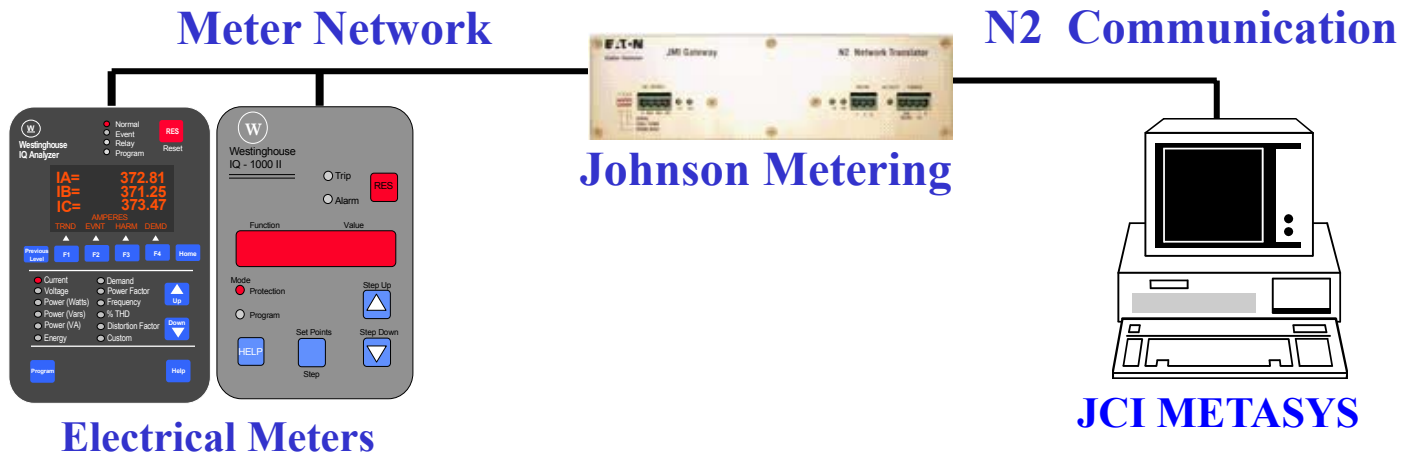 Meter Network
N2 Communication
E·T·N
JMI Gateway
N2 Network Translator
Johnson Metering
W
Westinghouse
IQ Analyzer
Normal
Event
Relay
Program
RES
Reset
IA= 372.81
IB= 371.25
IC= 373.47
AMPERES
TRND EVNT HARM DEMD
Previous
Level
F1
F2
F3
F4
Home
Current
Voltage
Power (Watts)
Power (Vars)
Power (VA)
Energy
Demand
Power Factor
Frequency
% THD
Distortion Factor
Custom
Up
Down
Program
Help
W
Westinghouse
IQ - 1000 II
Trip
Alarm
RES
Function Value
Mode
Protection
Program
Step Up
HELP
Set Points
Step
Step Down
Electrical Meters
JCI METASYS